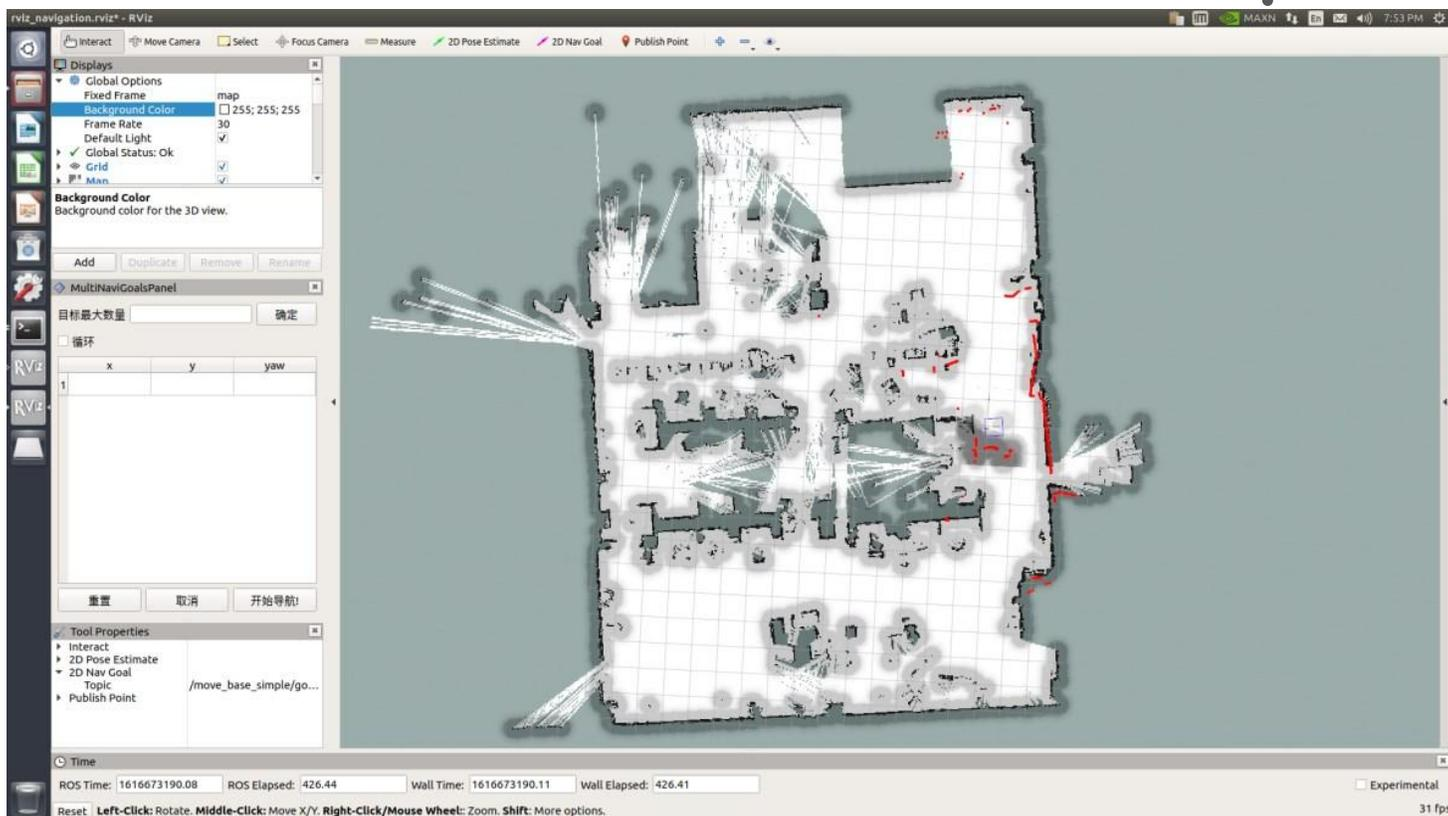 rviz_navigation.rviz* - RViz
MAXN En 7:53 PM
Interact Move Camera Select Focus Camera Measure 2D Pose Estimate 2D Nav Goal Publish Point
Displays
Global Options
Fixed Frame map
Background Color 255; 255; 255
Frame Rate 30
Default Light
Global Status: Ok
Grid
Map
Background Color
Background color for the 3D view.
Add Duplicate Remove Rename
MultiNaviGoalsPanel
目标最大数量 确定
循环
x y yaw
1
重置 取消 开始导航!
Tool Properties
Interact
2D Pose Estimate
2D Nav Goal
Topic /move_base_simple/go...
Publish Point
RViz
RViz
Time
ROS Time: 1616673190.08 ROS Elapsed: 426.44 Wall Time: 1616673190.11 Wall Elapsed: 426.41 Experimental
Reset Left-Click: Rotate. Middle-Click: Move X/Y. Right-Click/Mouse Wheel:: Zoom. Shift: More options. 31 fps